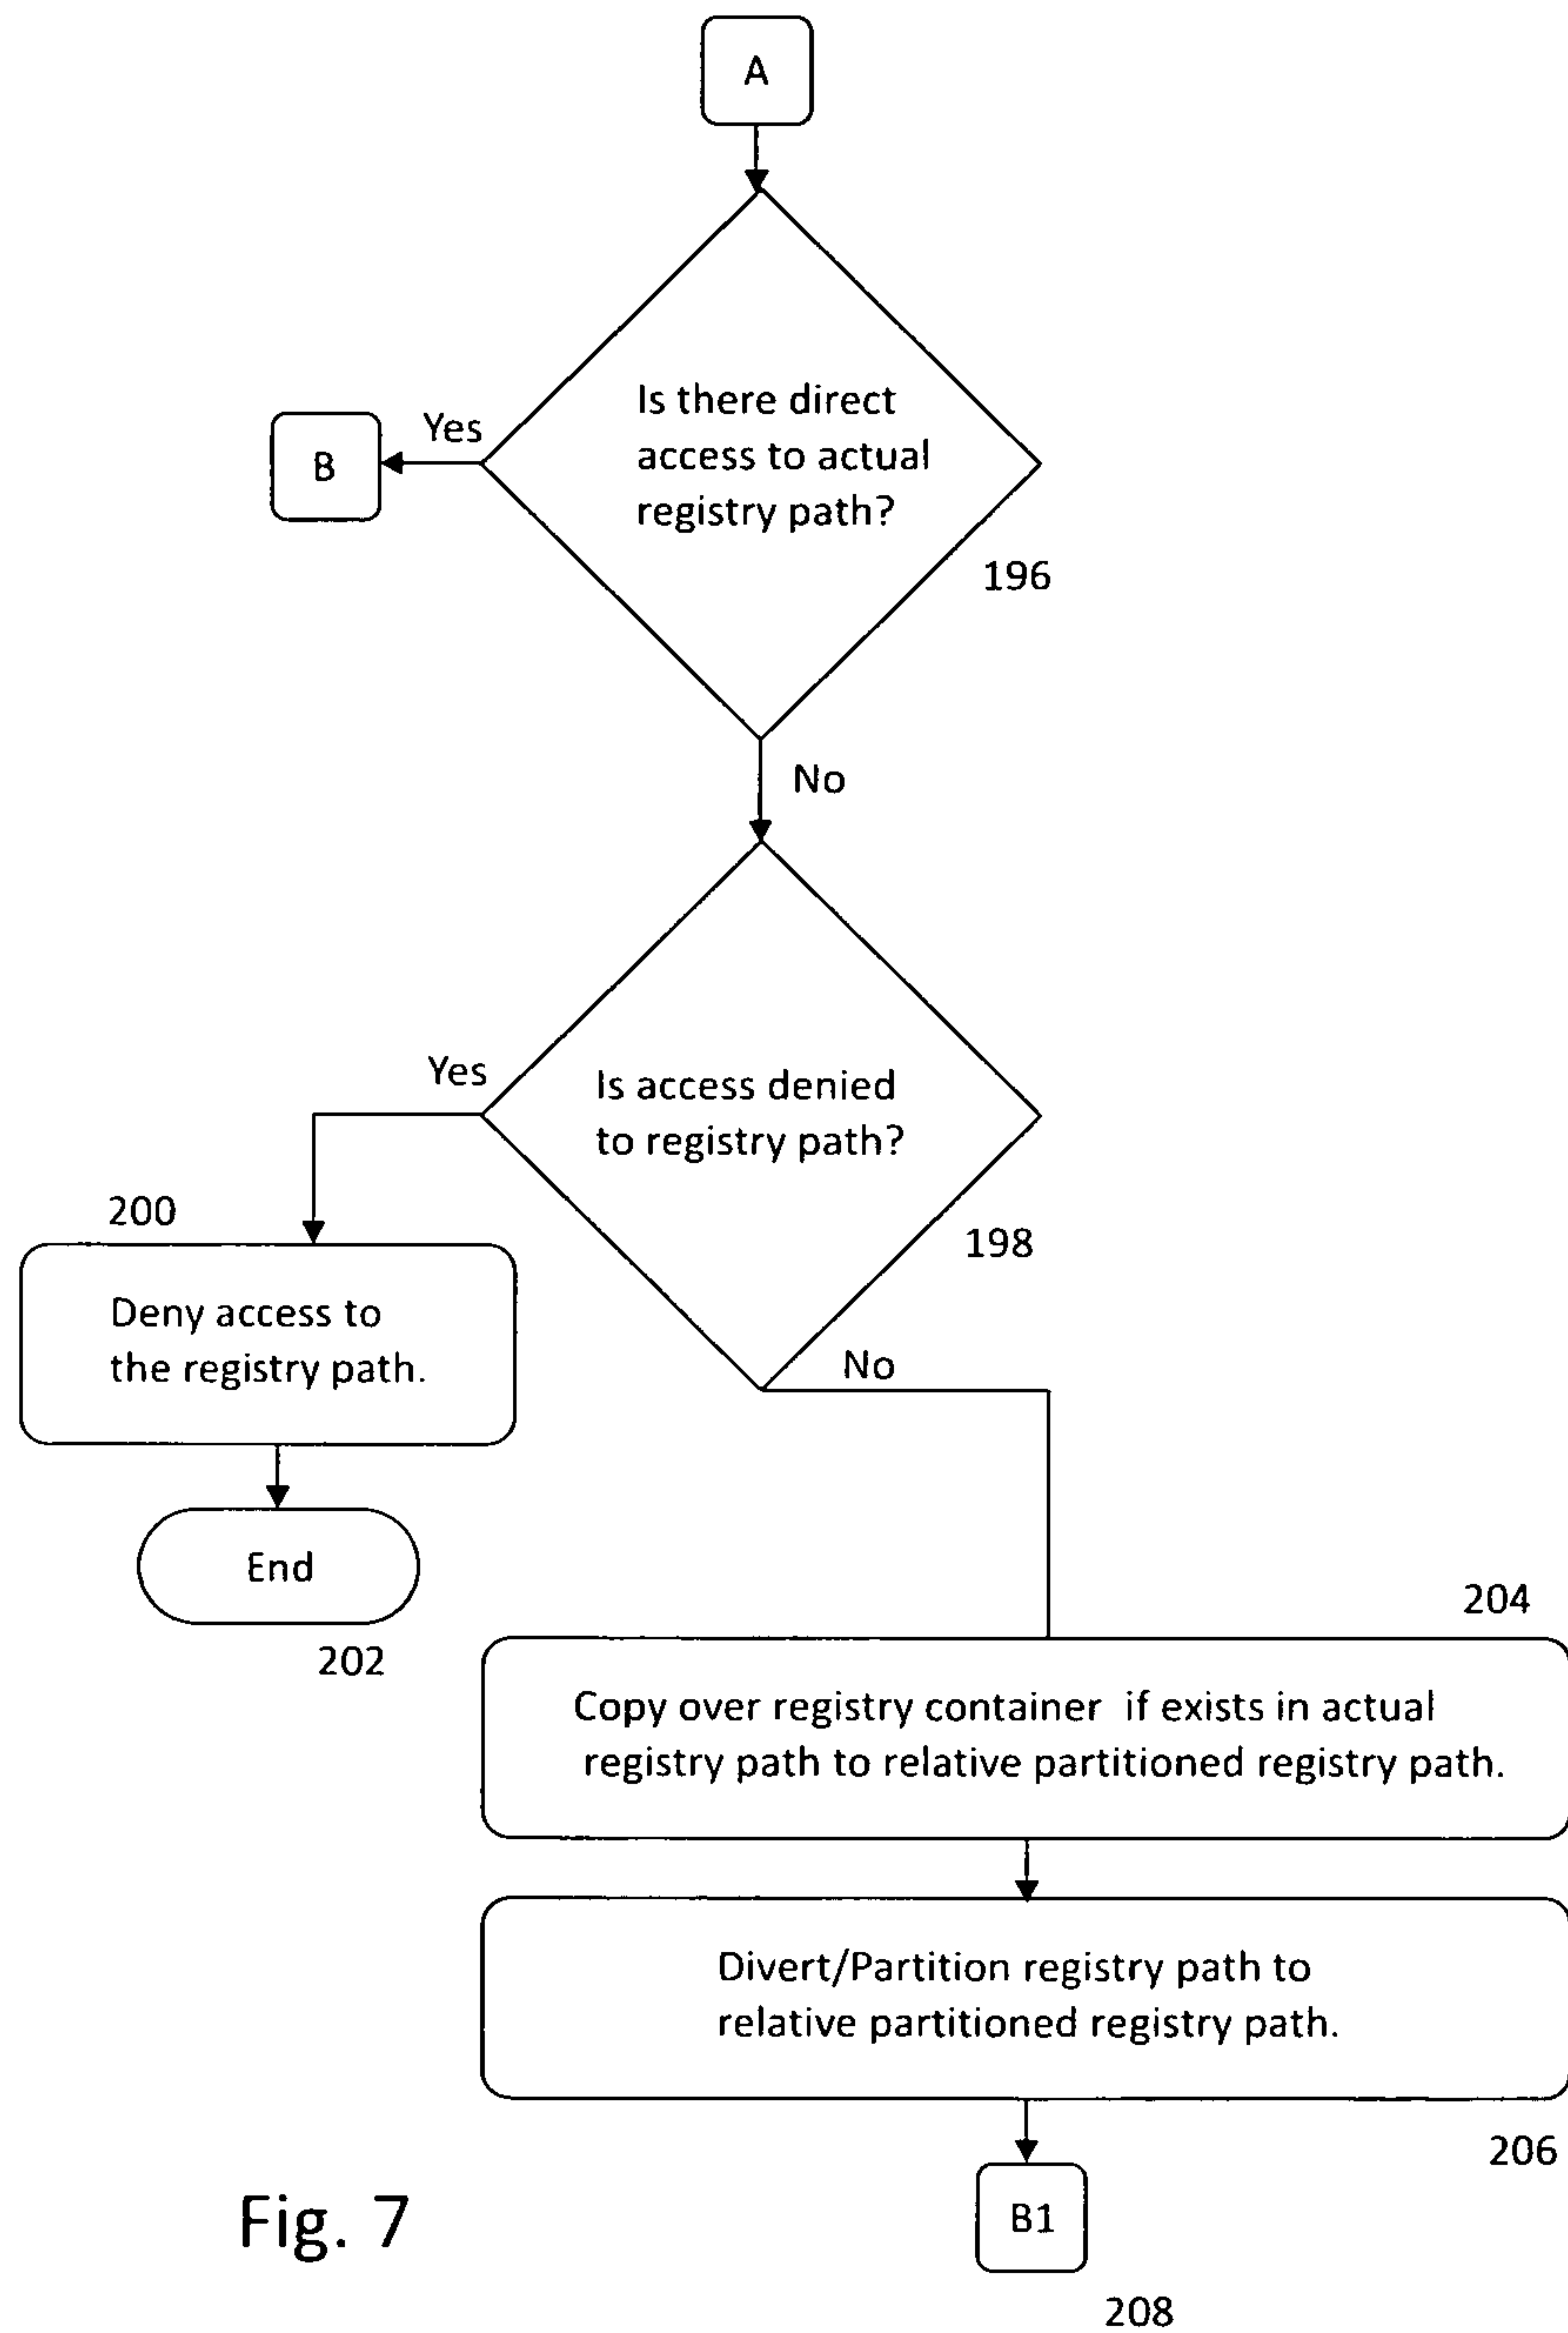 A
Is there direct
access to actual
registry path?
Yes
B
196
No
Is access denied
to registry path?
Yes
198
200
Deny access to
the registry path.
No
End
202
204
Copy over registry container if exists in actual
registry path to relative partitioned registry path.
Divert/Partition registry path to
relative partitioned registry path.
206
B1
208
Fig. 7